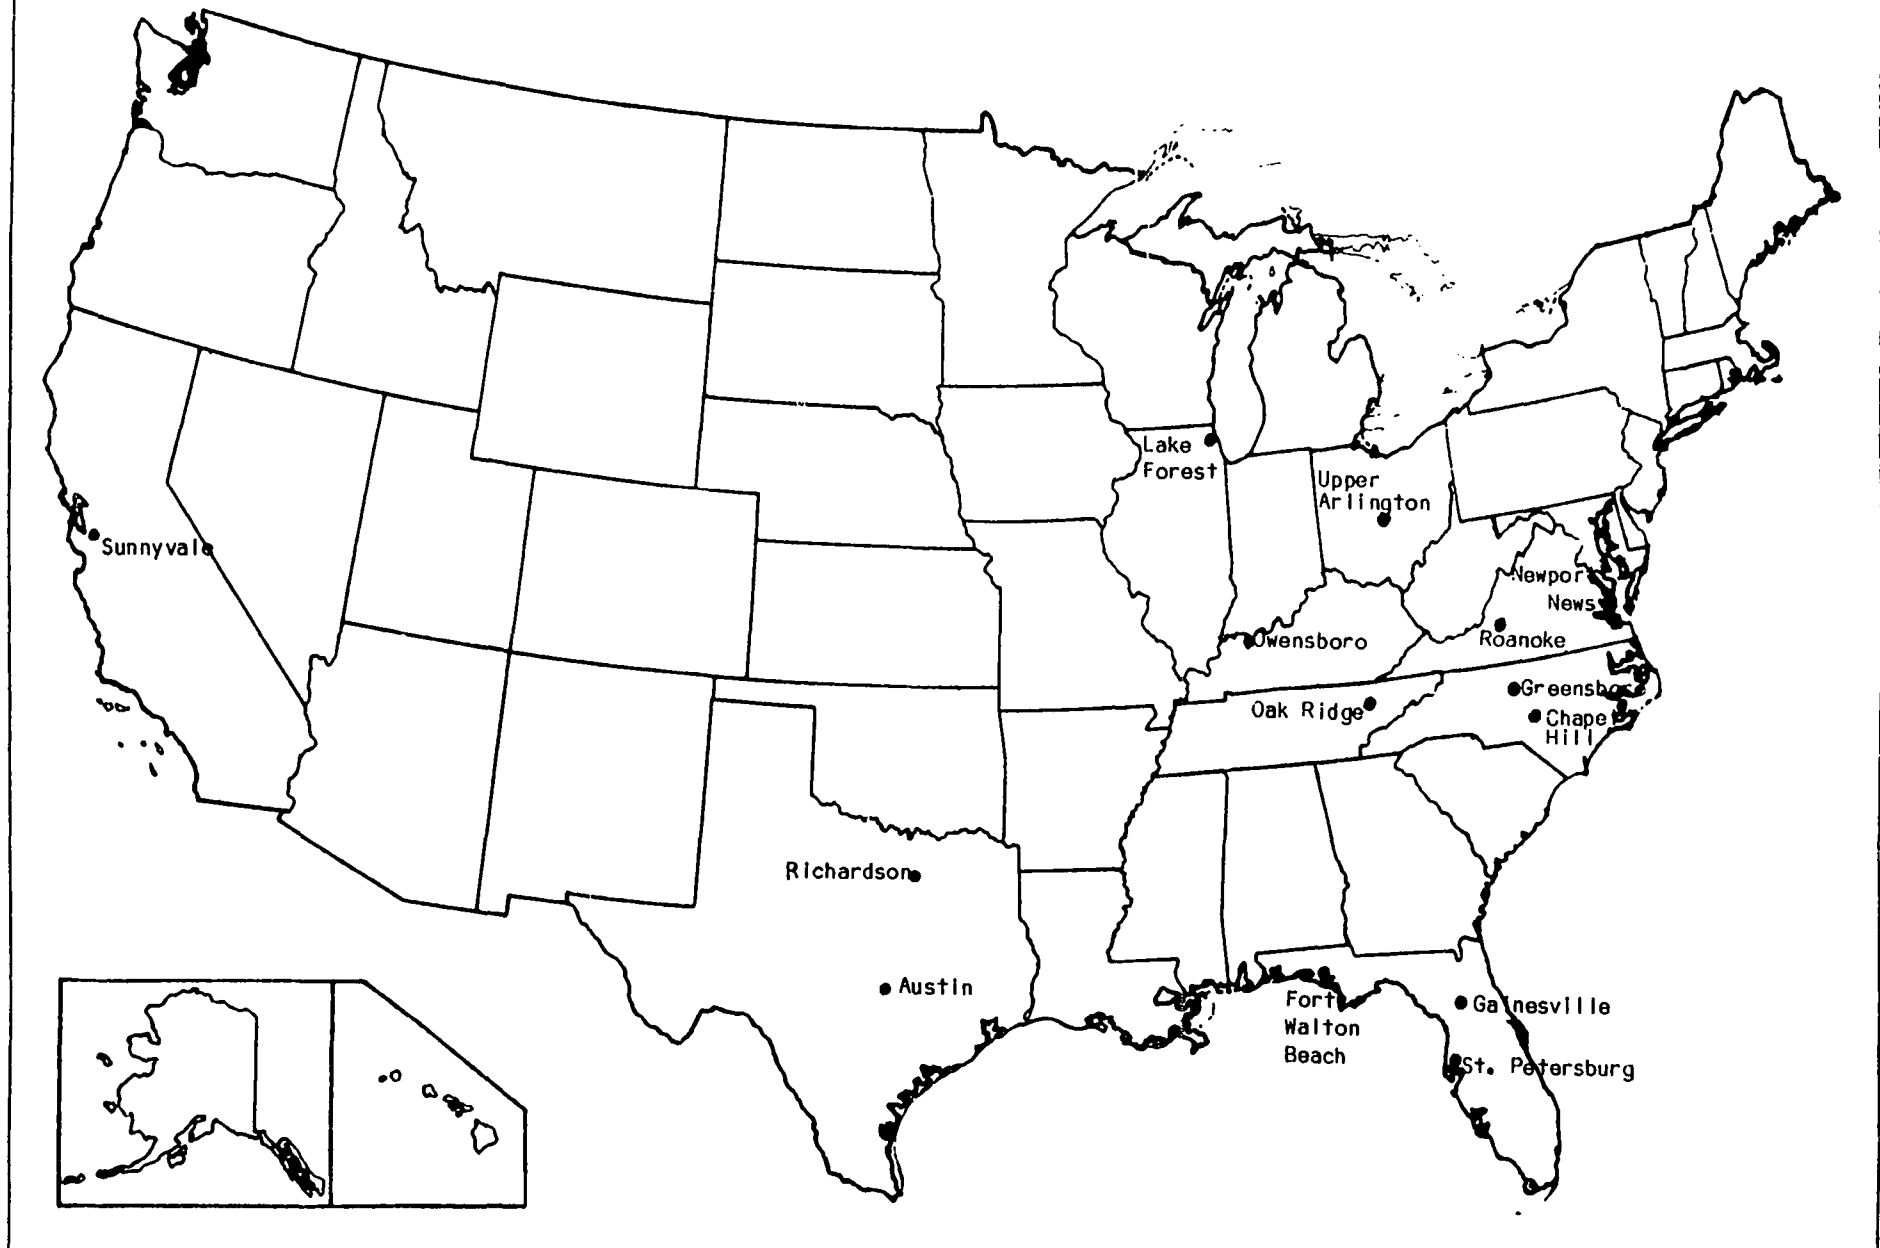 Lake
Forest
Upper
Arlington
Sunnyvale
Newport
News
Owensboro
Roanoke
Greensboro
Oak Ridge
Chapel
Hill
Richardson
Austin
Fort
Walton
Beach
Gainesville
St. Petersburg